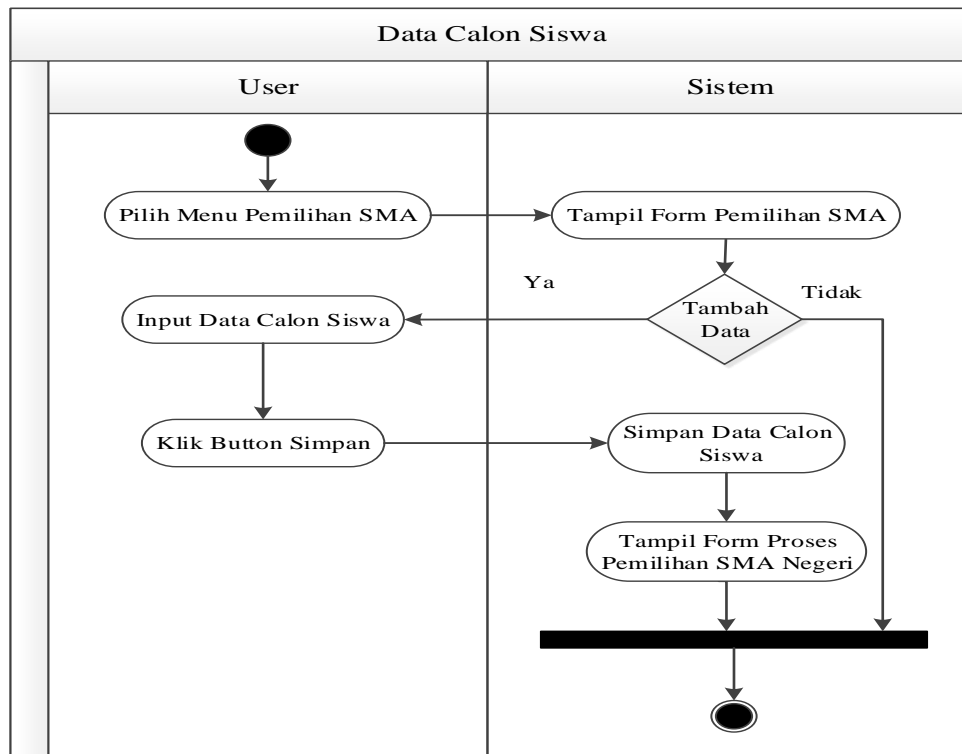 Data Calon Siswa
User
Sistem
Pilih Menu Pemilihan SMA
Tampil Form Pemilihan SMA
Ya
Tidak
Tambah
Data
Input Data Calon Siswa
Klik Button Simpan
Simpan Data Calon
Siswa
Tampil Form Proses
Pemilihan SMA Negeri